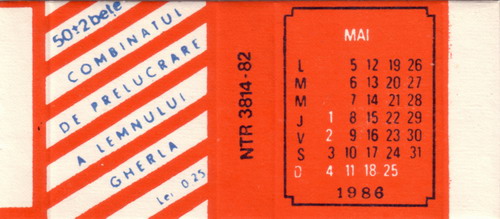 50±2 bețe
COMBINATUL
DE PRELUCRARE
A LEMNULUI
GHERLA
Lei 0.25
NTR 3814-82
MAI
L 5 12 19 26
M 6 13 20 27
M 7 14 21 28
J 1 8 15 22 29
V 2 9 16 23 30
S 3 10 17 24 31
D 4 11 18 25
1986